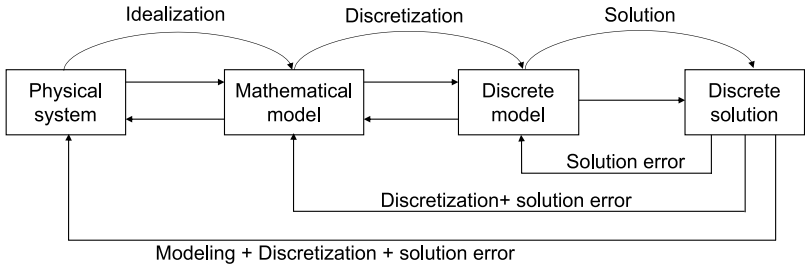 Idealization
Discretization
Solution
Physical
system
Mathematical
model
Discrete
model
Discrete
solution
Solution error
Discretization+ solution error
Modeling + Discretization + solution error